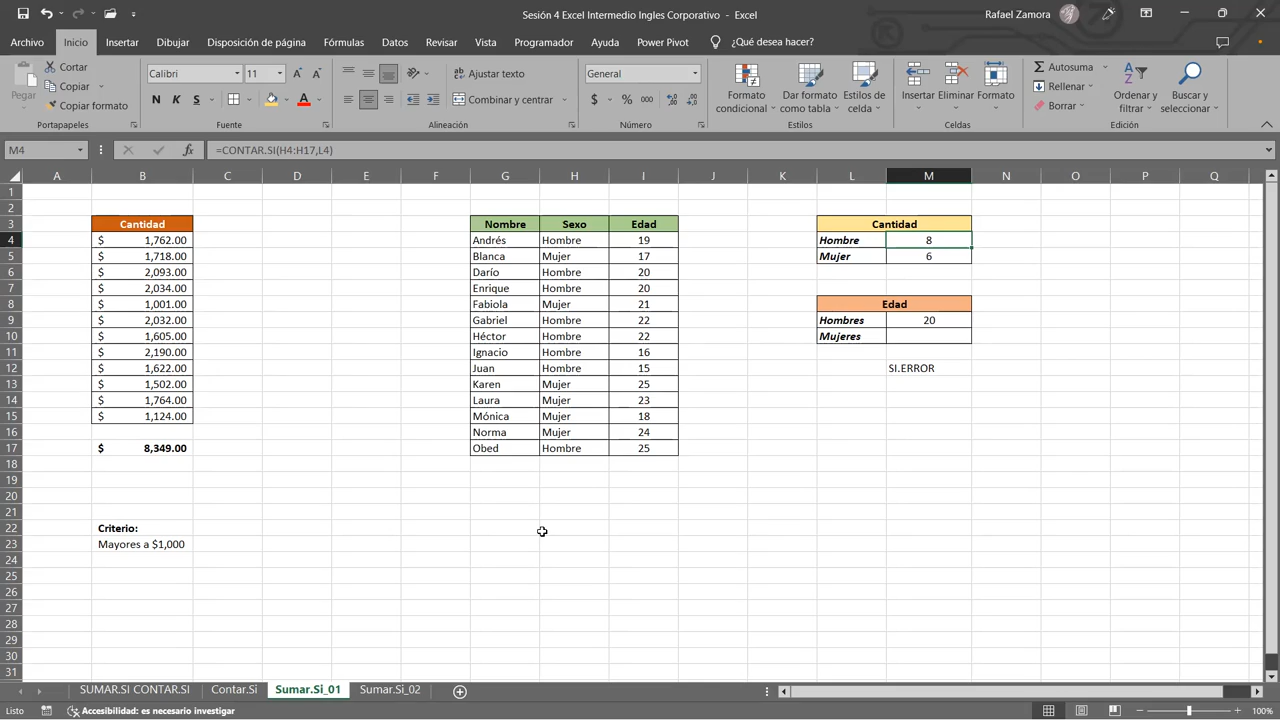 Sesión 4 Excel Intermedio Ingles Corporativo - Excel
Rafael Zamora
Archivo Inicio Insertar Dibujar Disposición de página Fórmulas Datos Revisar Vista Programador Ayuda Power Pivot ¿Qué desea hacer?
Pegar
Cortar
Copiar
Copiar formato
Portapapeles
Calibri 11
N K S
Fuente
Ajustar texto
Combinar y centrar
Alineación
General
$ % 000
Número
Formato condicional
Dar formato como tabla
Estilos de celda
Estilos
Insertar Eliminar Formato
Celdas
Autosuma
Rellenar
Borrar
Ordenar y filtrar
Buscar y seleccionar
Edición
M4 fx =CONTAR.SI(H4:H17,L4)
A B C D E F G H I J K L M N O P Q
1
2
3 Cantidad Nombre Sexo Edad Cantidad
4 $ 1,762.00 Andrés Hombre 19 Hombre 8
5 $ 1,718.00 Blanca Mujer 17 Mujer 6
6 $ 2,093.00 Darío Hombre 20
7 $ 2,034.00 Enrique Hombre 20
8 $ 1,001.00 Fabiola Mujer 21 Edad
9 $ 2,032.00 Gabriel Hombre 22 Hombres 20
10 $ 1,605.00 Héctor Hombre 22 Mujeres
11 $ 2,190.00 Ignacio Hombre 16
12 $ 1,622.00 Juan Hombre 15 SI.ERROR
13 $ 1,502.00 Karen Mujer 25
14 $ 1,764.00 Laura Mujer 23
15 $ 1,124.00 Mónica Mujer 18
16 Norma Mujer 24
17 $ 8,349.00 Obed Hombre 25
18
19
20
21
22 Criterio:
23 Mayores a $1,000
24
25
26
27
28
29
30
31
SUMAR.SI CONTAR.SI Contar.Si Sumar.Si_01 Sumar.Si_02
Listo Accesibilidad: es necesario investigar 100%